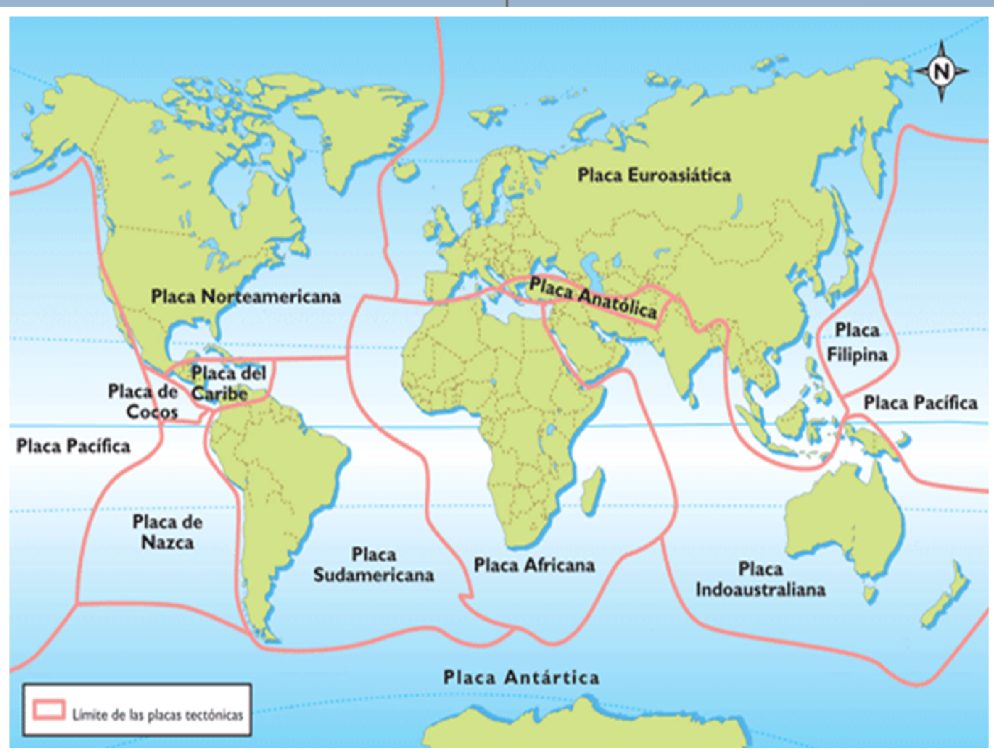 N
Placa Euroasiática
Placa Norteamericana
Placa Anatólica
Placa
Filipina
Placa del
Caribe
Placa de
Cocos
Placa Pacífica
Placa Pacífica
Placa de
Nazca
Placa
Sudamericana
Placa Africana
Placa
Indoaustraliana
Placa Antártica
Límite de las placas tectónicas